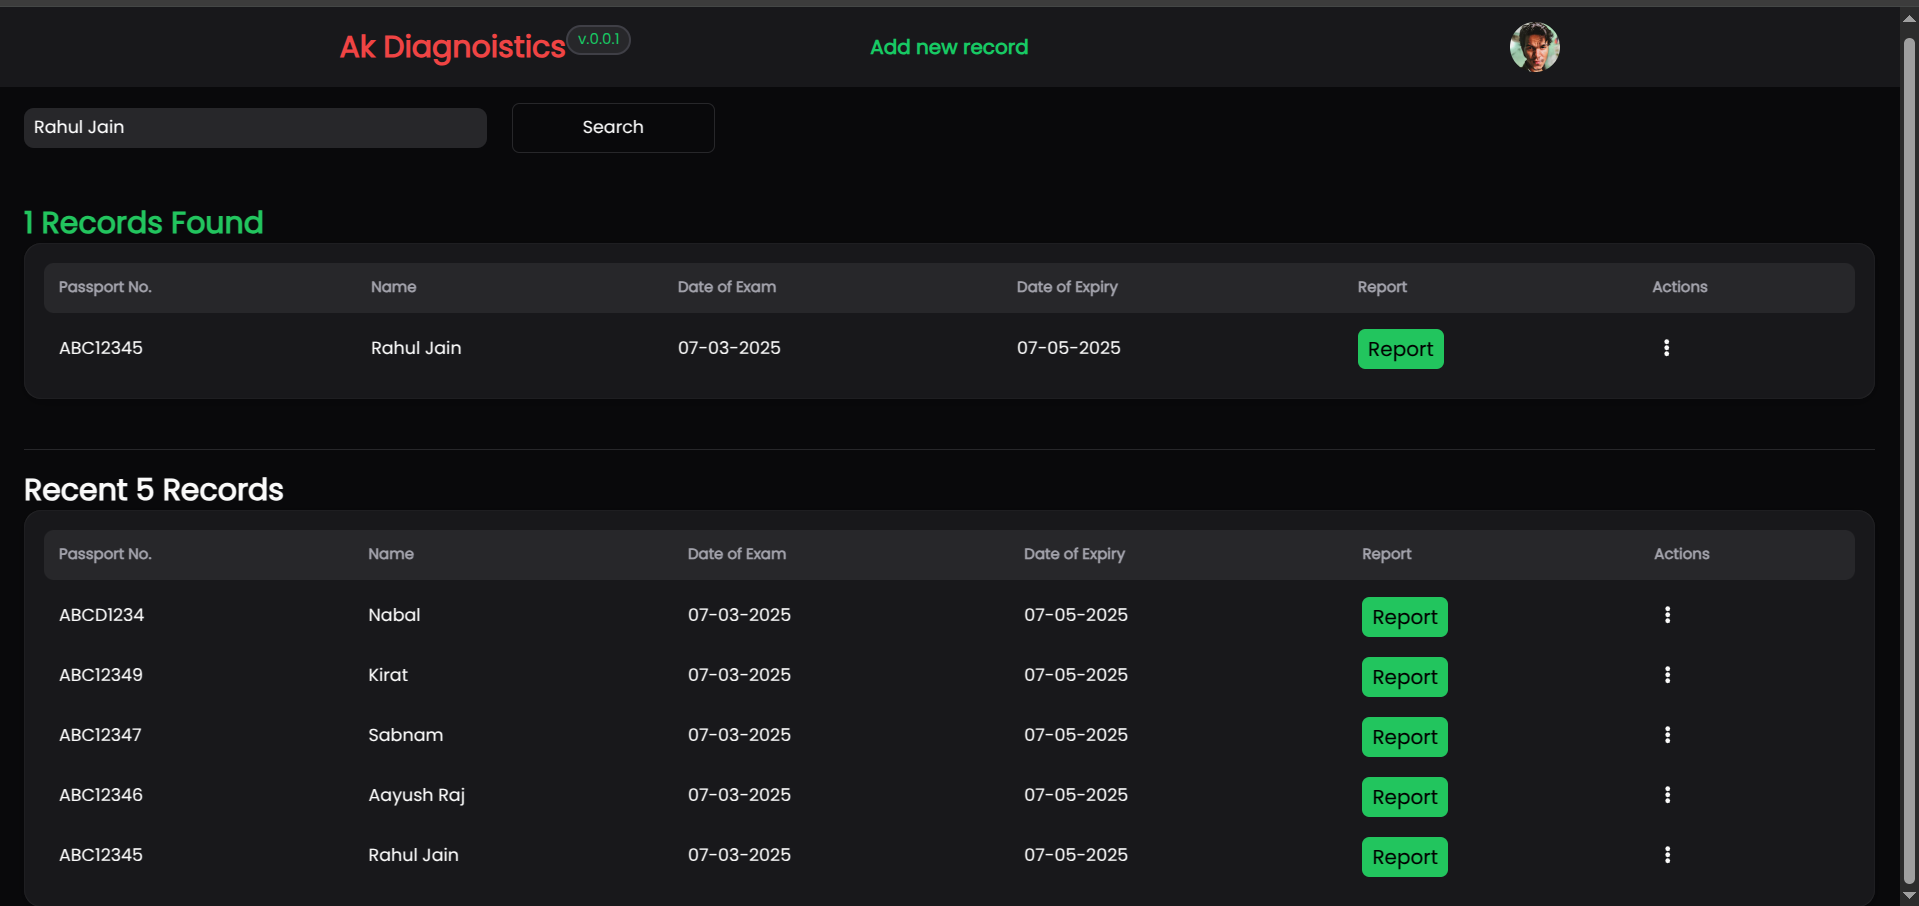 Ak Diagnoistics v.0.0.1 Add new record
Rahul Jain Search
1 Records Found
Passport No. Name Date of Exam Date of Expiry Report Actions
ABC12345 Rahul Jain 07-03-2025 07-05-2025 Report
Recent 5 Records
Passport No. Name Date of Exam Date of Expiry Report Actions
ABCD1234 Nabal 07-03-2025 07-05-2025 Report
ABC12349 Kirat 07-03-2025 07-05-2025 Report
ABC12347 Sabnam 07-03-2025 07-05-2025 Report
ABC12346 Aayush Raj 07-03-2025 07-05-2025 Report
ABC12345 Rahul Jain 07-03-2025 07-05-2025 Report